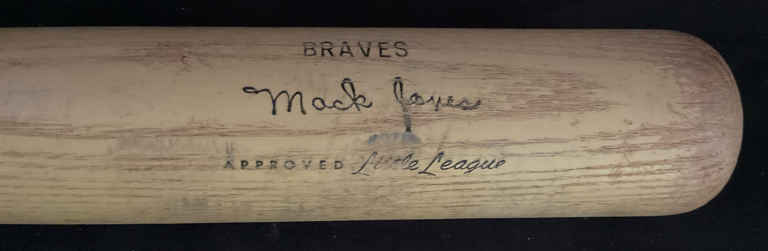 BRAVES
Mack Jones
APPROVED Little League